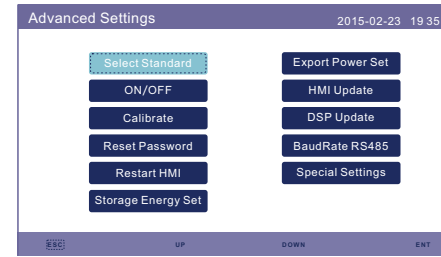 Advanced Settings 2015-02-23 19 35
Select Standard Export Power Set
ON/OFF HMI Update
Calibrate DSP Update
Reset Password BaudRate RS485
Restart HMI Special Settings
Storage Energy Set
ESC UP DOWN ENT